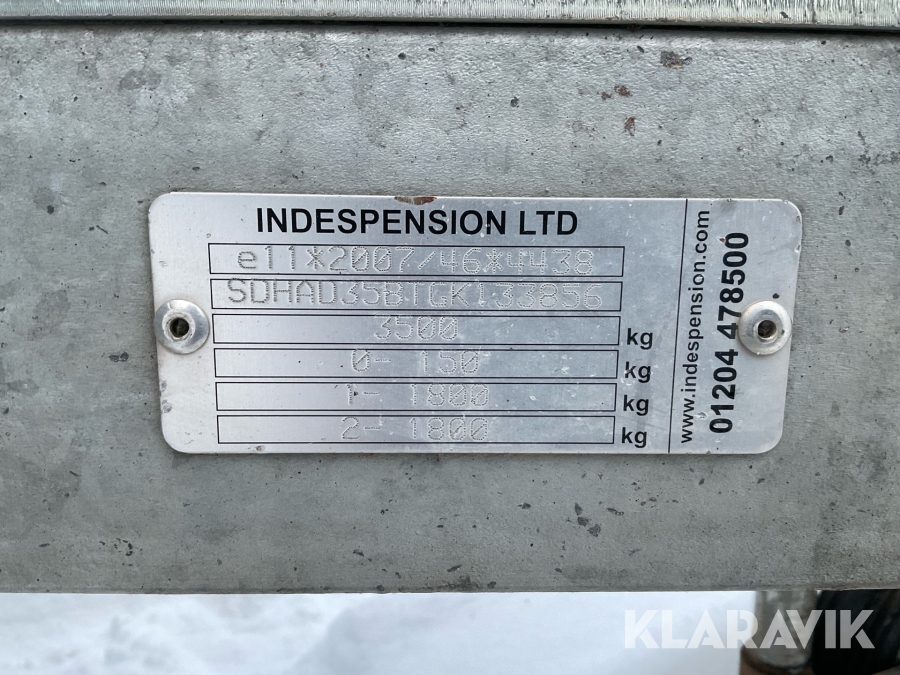 INDESPENSION LTD
e11*2007/46*4438
SDHAD35BTGK133856
3500 kg
0- 150 kg
1- 1800 kg
2- 1800 kg
www.indespension.com
01204 478500
KLARAVIK